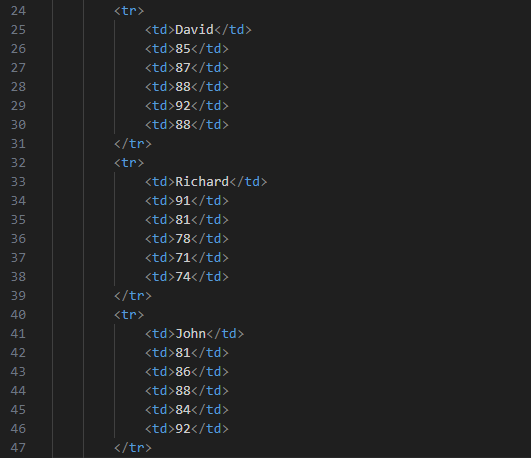 24 <tr>
25 <td>David</td>
26 <td>85</td>
27 <td>87</td>
28 <td>88</td>
29 <td>92</td>
30 <td>88</td>
31 </tr>
32 <tr>
33 <td>Richard</td>
34 <td>91</td>
35 <td>81</td>
36 <td>78</td>
37 <td>71</td>
38 <td>74</td>
39 </tr>
40 <tr>
41 <td>John</td>
42 <td>81</td>
43 <td>86</td>
44 <td>88</td>
45 <td>84</td>
46 <td>92</td>
47 </tr>